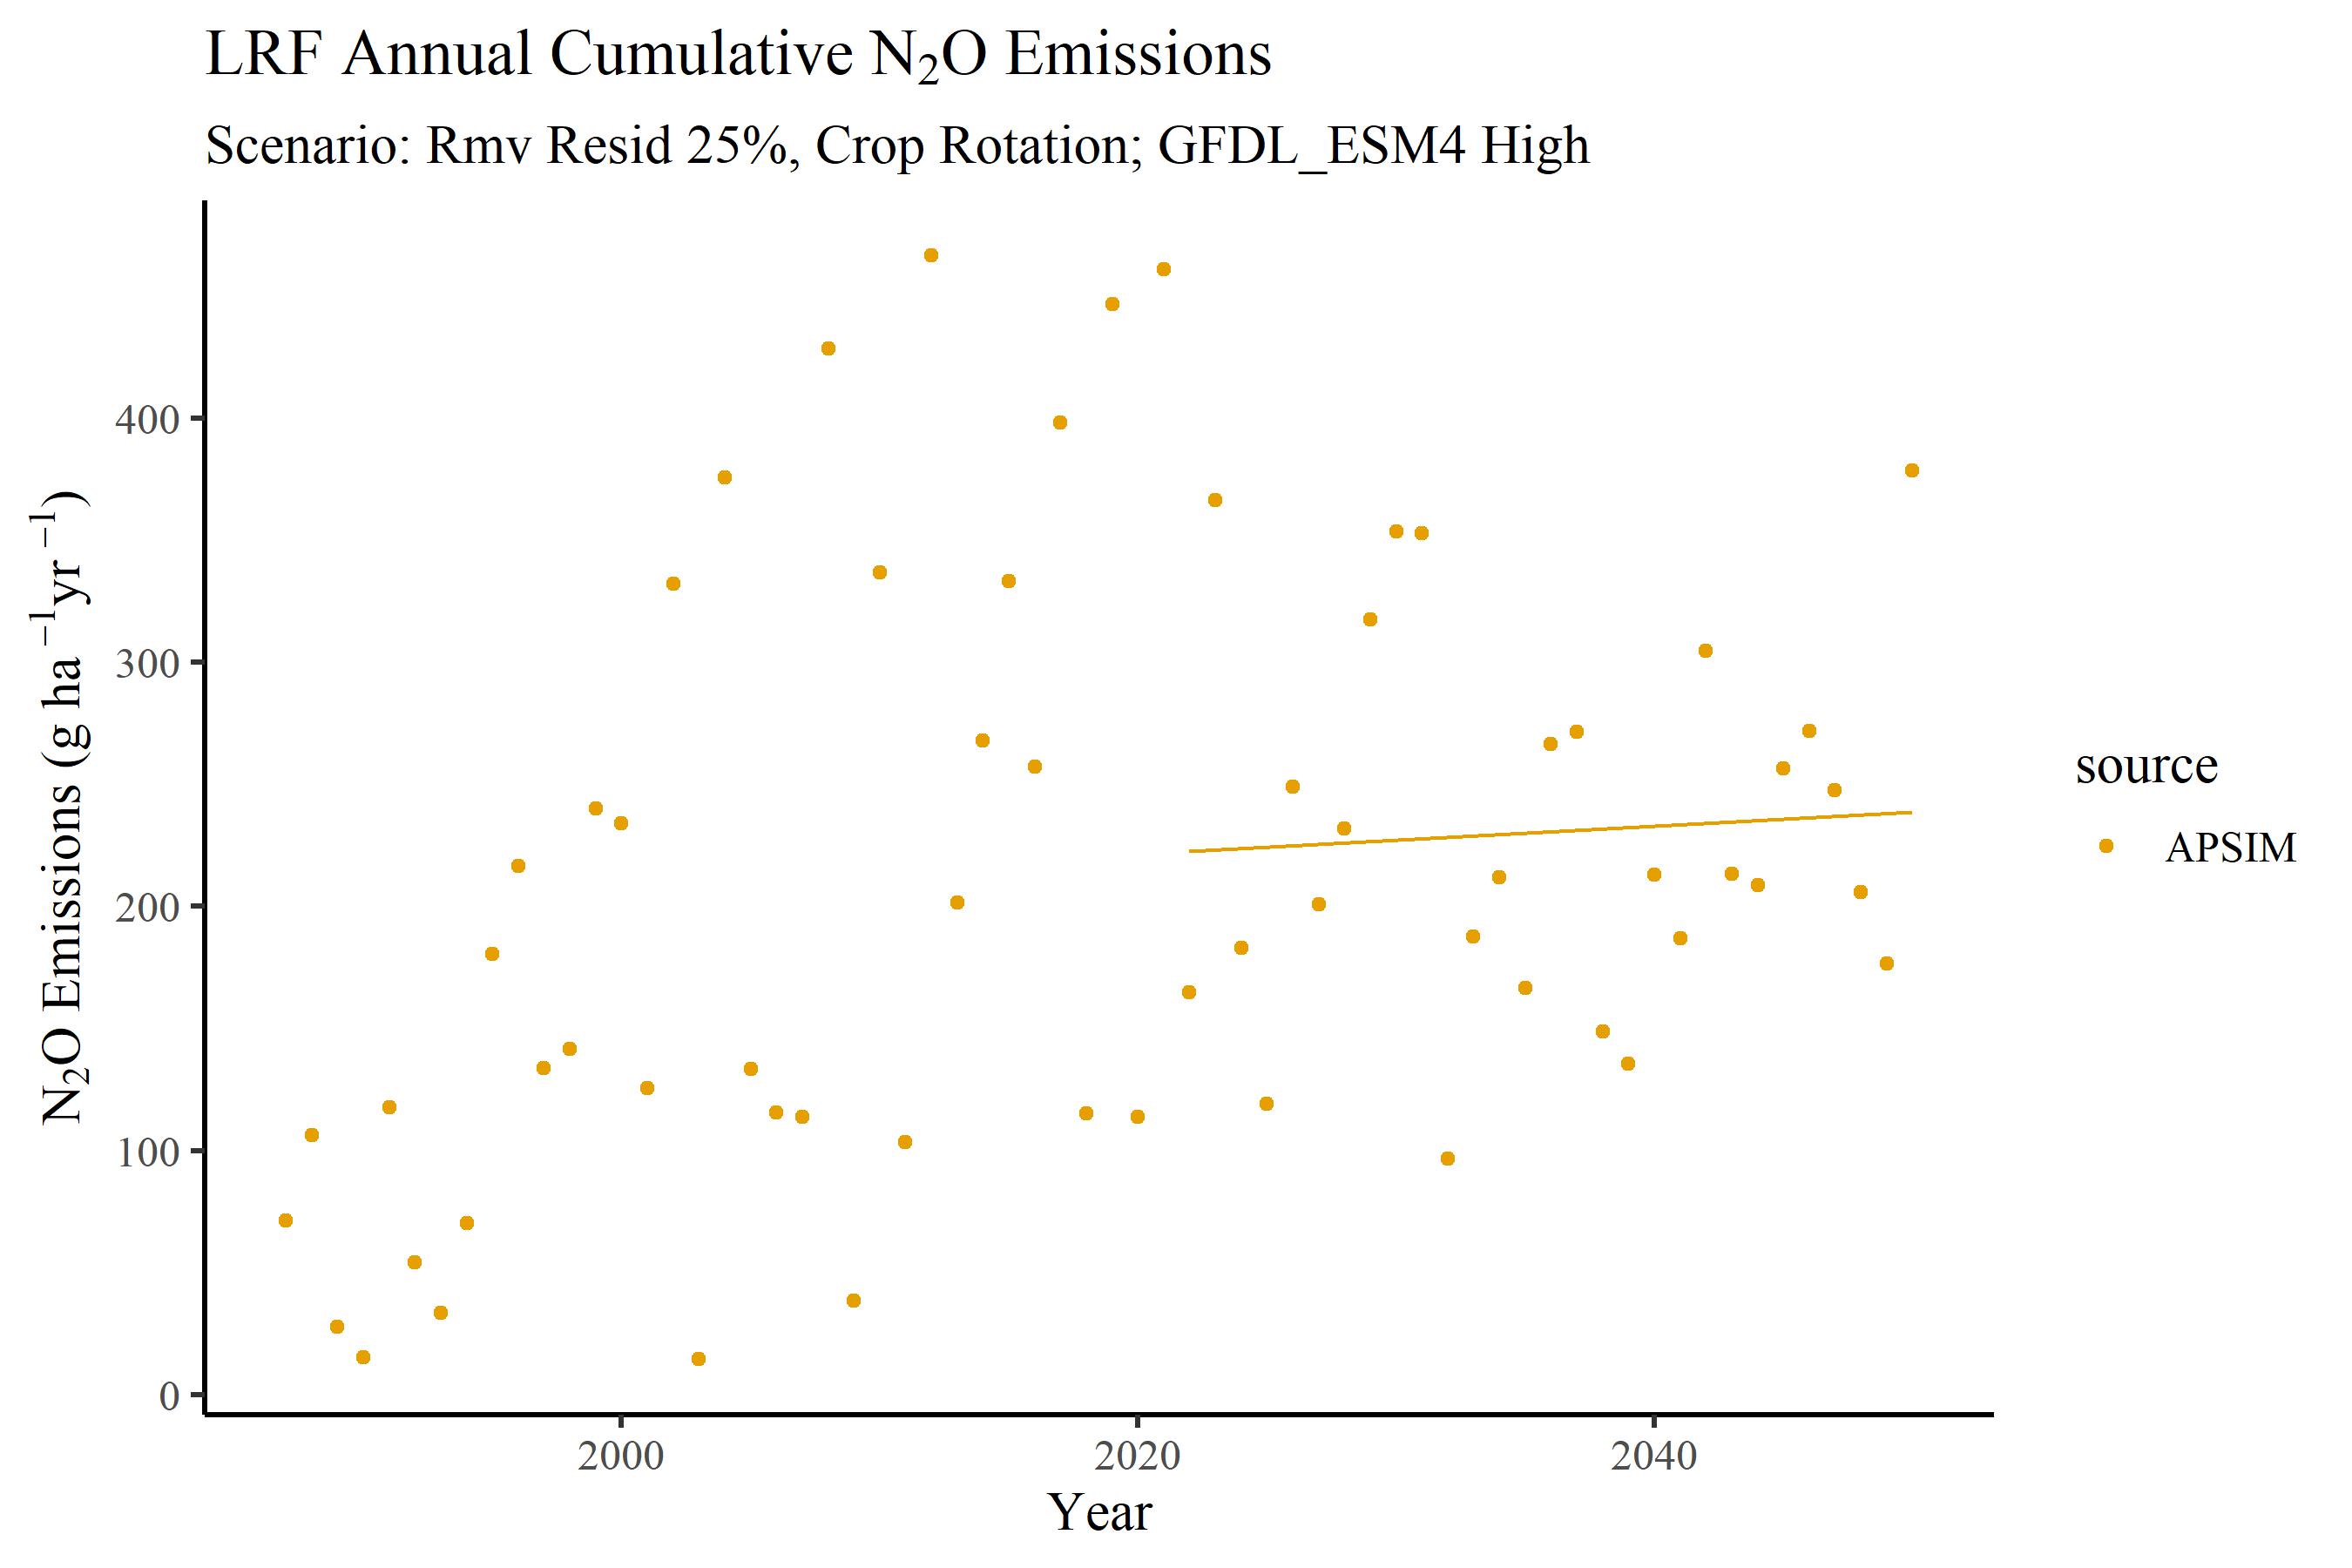 LRF Annual Cumulative N₂O Emissions
Scenario: Rmv Resid 25%, Crop Rotation; GFDL_ESM4 High
N₂O Emissions (g ha ⁻¹yr ⁻¹)
400
300
200
100
0
2000 2020 2040
Year
source
APSIM